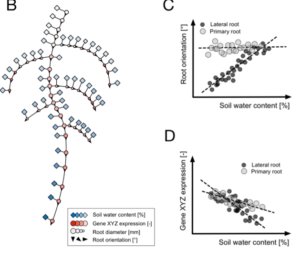 B
Soil water content [%]
Gene XYZ expression [-]
Root diameter [mm]
Root orientation [°]
C
Lateral root
Primary root
Root orientation [°]
Soil water content [%]
D
Lateral root
Primary root
Gene XYZ expression [-]
Soil water content [%]